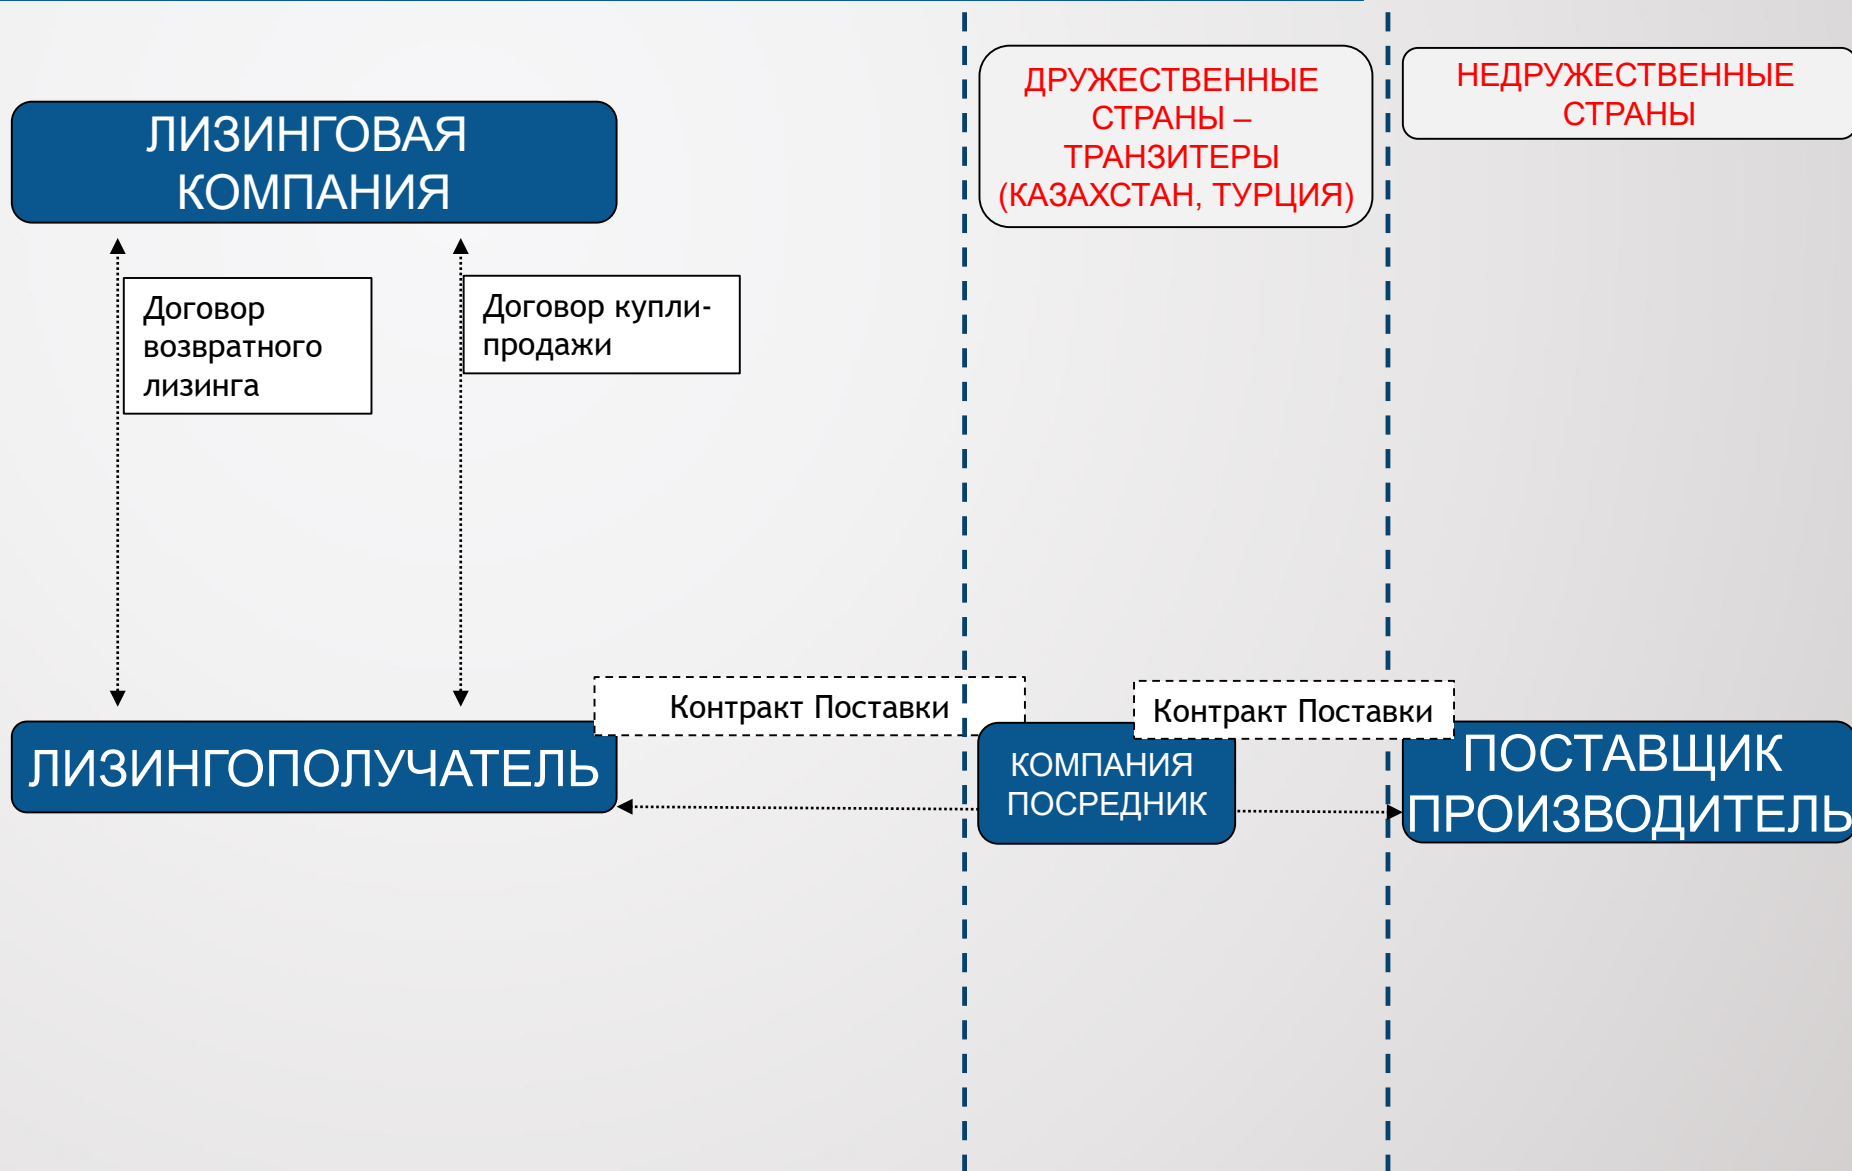 ЛИЗИНГОВАЯ
КОМПАНИЯ
ДРУЖЕСТВЕННЫЕ
СТРАНЫ –
ТРАНЗИТЕРЫ
(КАЗАХСТАН, ТУРЦИЯ)
НЕДРУЖЕСТВЕННЫЕ
СТРАНЫ
Договор
возвратного
лизинга
Договор купли-
продажи
Контракт Поставки
Контракт Поставки
ЛИЗИНГОПОЛУЧАТЕЛЬ
КОМПАНИЯ
ПОСРЕДНИК
ПОСТАВЩИК
ПРОИЗВОДИТЕЛЬ